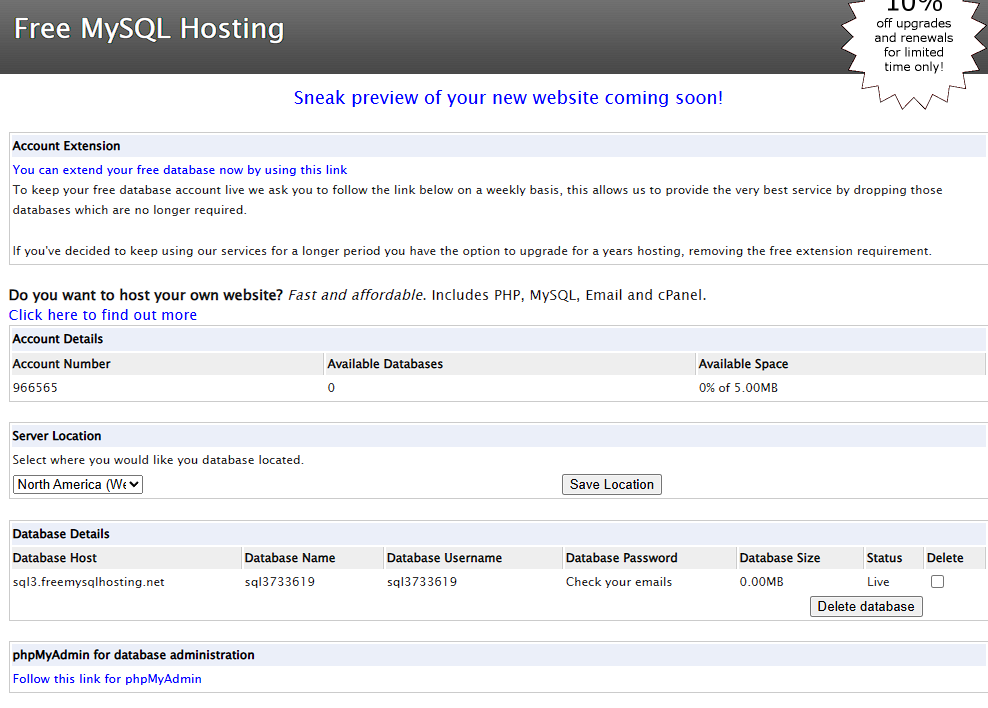 Free MySQL Hosting
10%
off upgrades
and renewals
for limited
time only!
Sneak preview of your new website coming soon!
Account Extension
You can extend your free database now by using this link
To keep your free database account live we ask you to follow the link below on a weekly basis, this allows us to provide the very best service by dropping those
databases which are no longer required.
If you've decided to keep using our services for a longer period you have the option to upgrade for a years hosting, removing the free extension requirement.
Do you want to host your own website? Fast and affordable. Includes PHP, MySQL, Email and cPanel.
Click here to find out more
Account Details
Account Number Available Databases Available Space
966565 0 0% of 5.00MB
Server Location
Select where you would like you database located.
North America (We Save Location
Database Details
Database Host Database Name Database Username Database Password Database Size Status Delete
sql3.freemysqlhosting.net sql3733619 sql3733619 Check your emails 0.00MB Live
Delete database
phpMyAdmin for database administration
Follow this link for phpMyAdmin